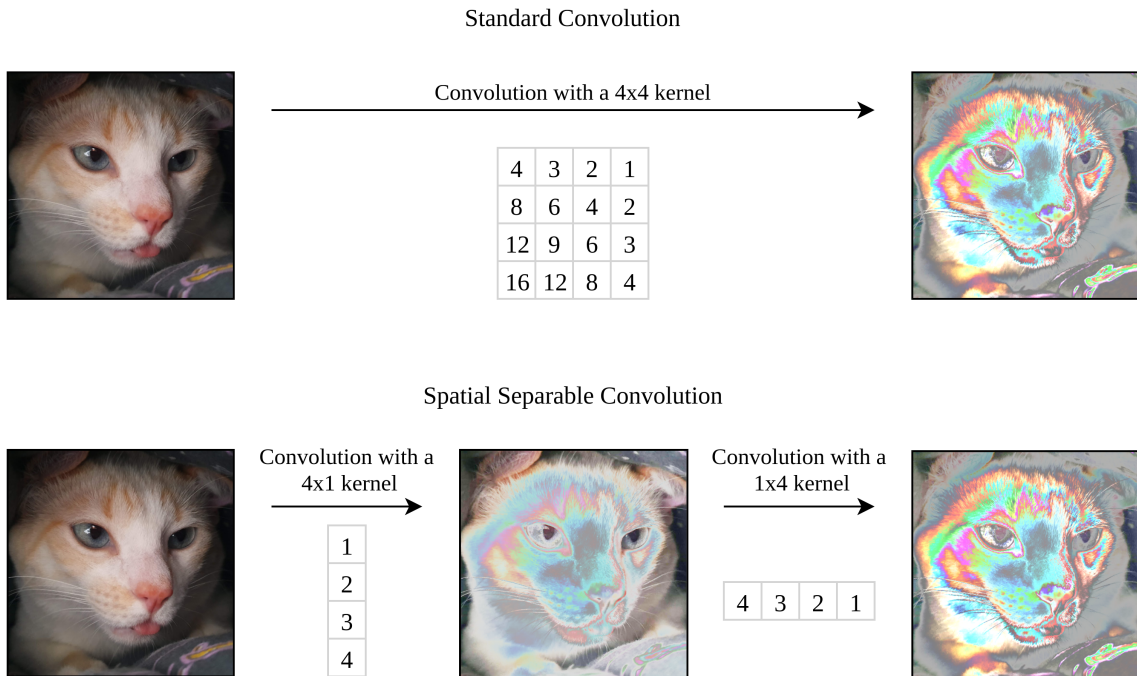 Standard Convolution
Convolution with a 4x4 kernel
4 3 2 1
8 6 4 2
12 9 6 3
16 12 8 4
Spatial Separable Convolution
Convolution with a
4x1 kernel
1
2
3
4
Convolution with a
1x4 kernel
4 3 2 1